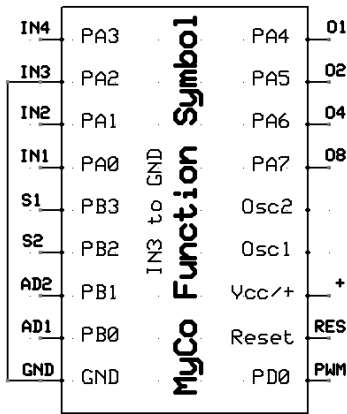 IN4 PA3 PA4 O1
IN3 PA2 PA5 O2
IN2 PA1 PA6 O4
IN1 PA0 PA7 O8
S1 PB3 Osc2
S2 PB2 Osc1
AD2 PB1 Vcc/+ +
AD1 PB0 Reset RES
GND GND PD0 PWM
IN3 to GND
MyCo Function Symbol